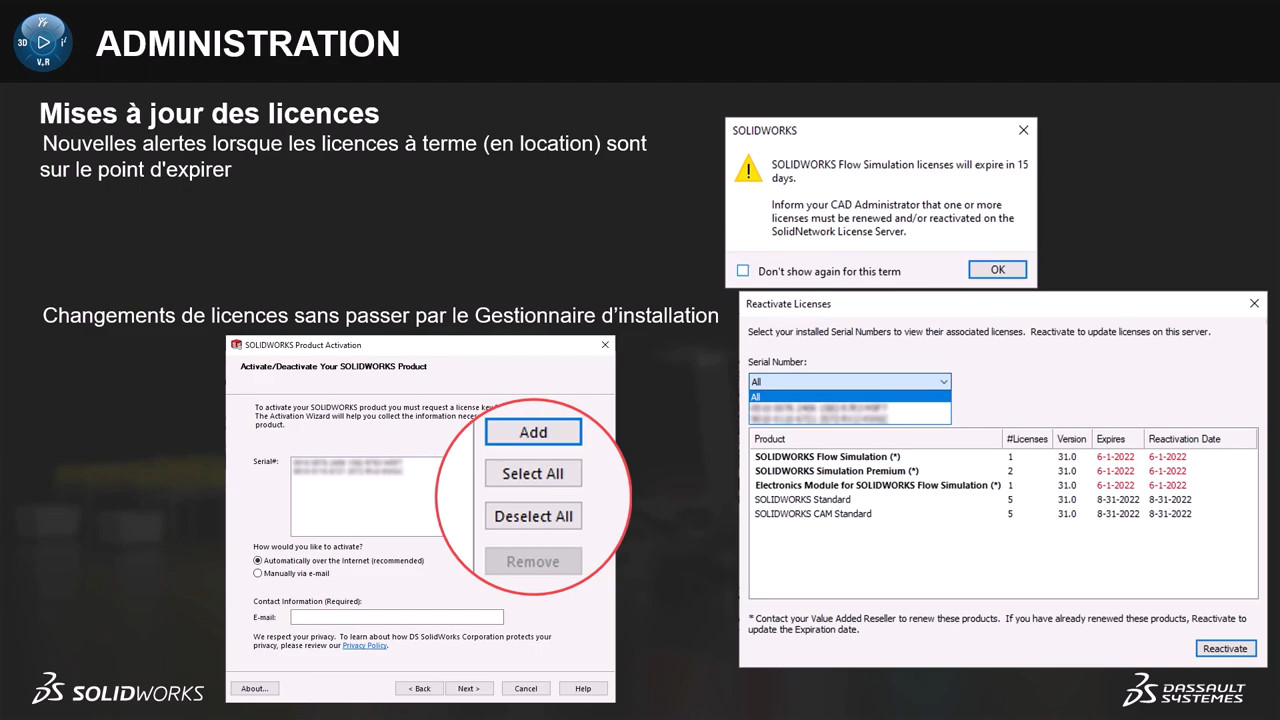 3D
V,R
ADMINISTRATION
Mises à jour des licences
Nouvelles alertes lorsque les licences à terme (en location) sont
sur le point d'expirer
SOLIDWORKS
SOLIDWORKS Flow Simulation licenses will expire in 15
days.
Inform your CAD Administrator that one or more
licenses must be renewed and/or reactivated on the
SolidNetwork License Server.
Don't show again for this term
OK
Changements de licences sans passer par le Gestionnaire d’installation
SOLIDWORKS Product Activation
Activate/Deactivate Your SOLIDWORKS Product
To activate your SOLIDWORKS product you must request a license
The Activation Wizard will help you collect the information
product.
Serial#:
Add
Select All
Deselect All
Remove
How would you like to activate?
Automatically over the Internet (recommended)
Manually via e-mail
Contact Information (Required):
E-mail:
We respect your privacy. To learn about how DS SolidWorks Corporation protects your
privacy, please review our Privacy Policy.
About...
< Back
Next >
Cancel
Help
Reactivate Licenses
Select your installed Serial Numbers to view their associated licenses. Reactivate to update licenses on this server.
Serial Number:
All
All
Product #Licenses Version Expires Reactivation Date
SOLIDWORKS Flow Simulation (*) 1 31.0 6-1-2022 6-1-2022
SOLIDWORKS Simulation Premium (*) 2 31.0 6-1-2022 6-1-2022
Electronics Module for SOLIDWORKS Flow Simulation (*) 1 31.0 6-1-2022 6-1-2022
SOLIDWORKS Standard 5 31.0 8-31-2022 8-31-2022
SOLIDWORKS CAM Standard 5 31.0 8-31-2022 8-31-2022
* Contact your Value Added Reseller to renew these products. If you have already renewed these products, Reactivate to
update the Expiration date.
Reactivate
SOLIDWORKS
DASSAULT
SYSTEMES